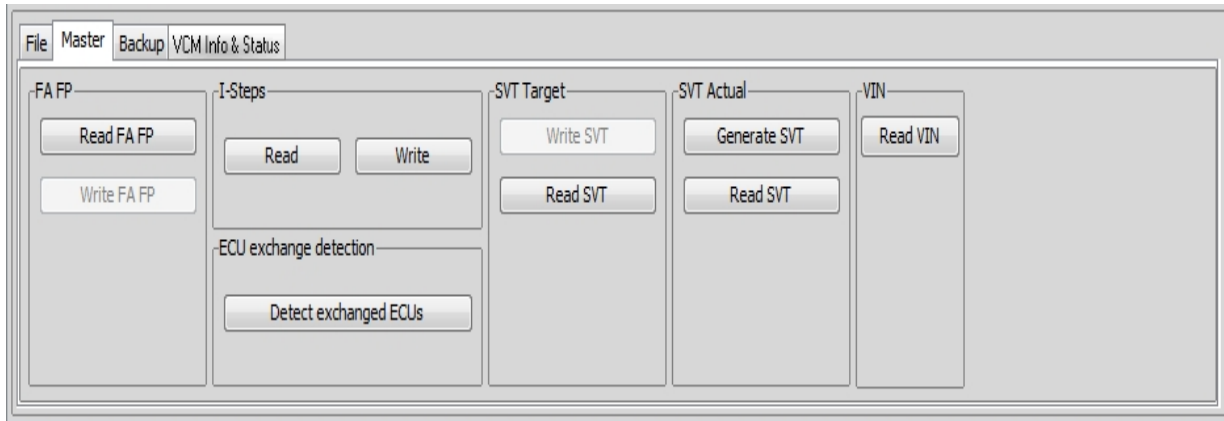 File Master Backup VCM Info & Status
FA FP I-Steps SVT Target SVT Actual VIN
Read FA FP Read Write Write SVT Generate SVT Read VIN
Write FA FP Read SVT Read SVT
ECU exchange detection
Detect exchanged ECUs